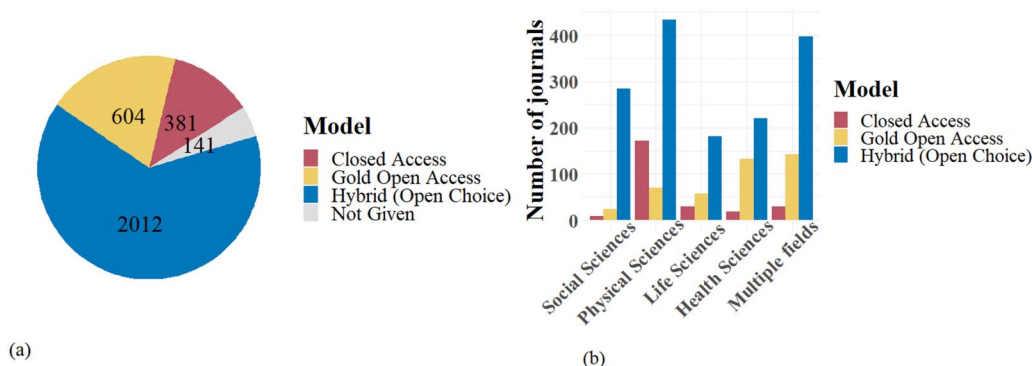 604
381
141
2012
Model
Closed Access
Gold Open Access
Hybrid (Open Choice)
Not Given
(a)
Number of journals
400
300
200
100
0
Social Sciences
Physical Sciences
Life Sciences
Health Sciences
Multiple fields
Model
Closed Access
Gold Open Access
Hybrid (Open Choice)
(b)